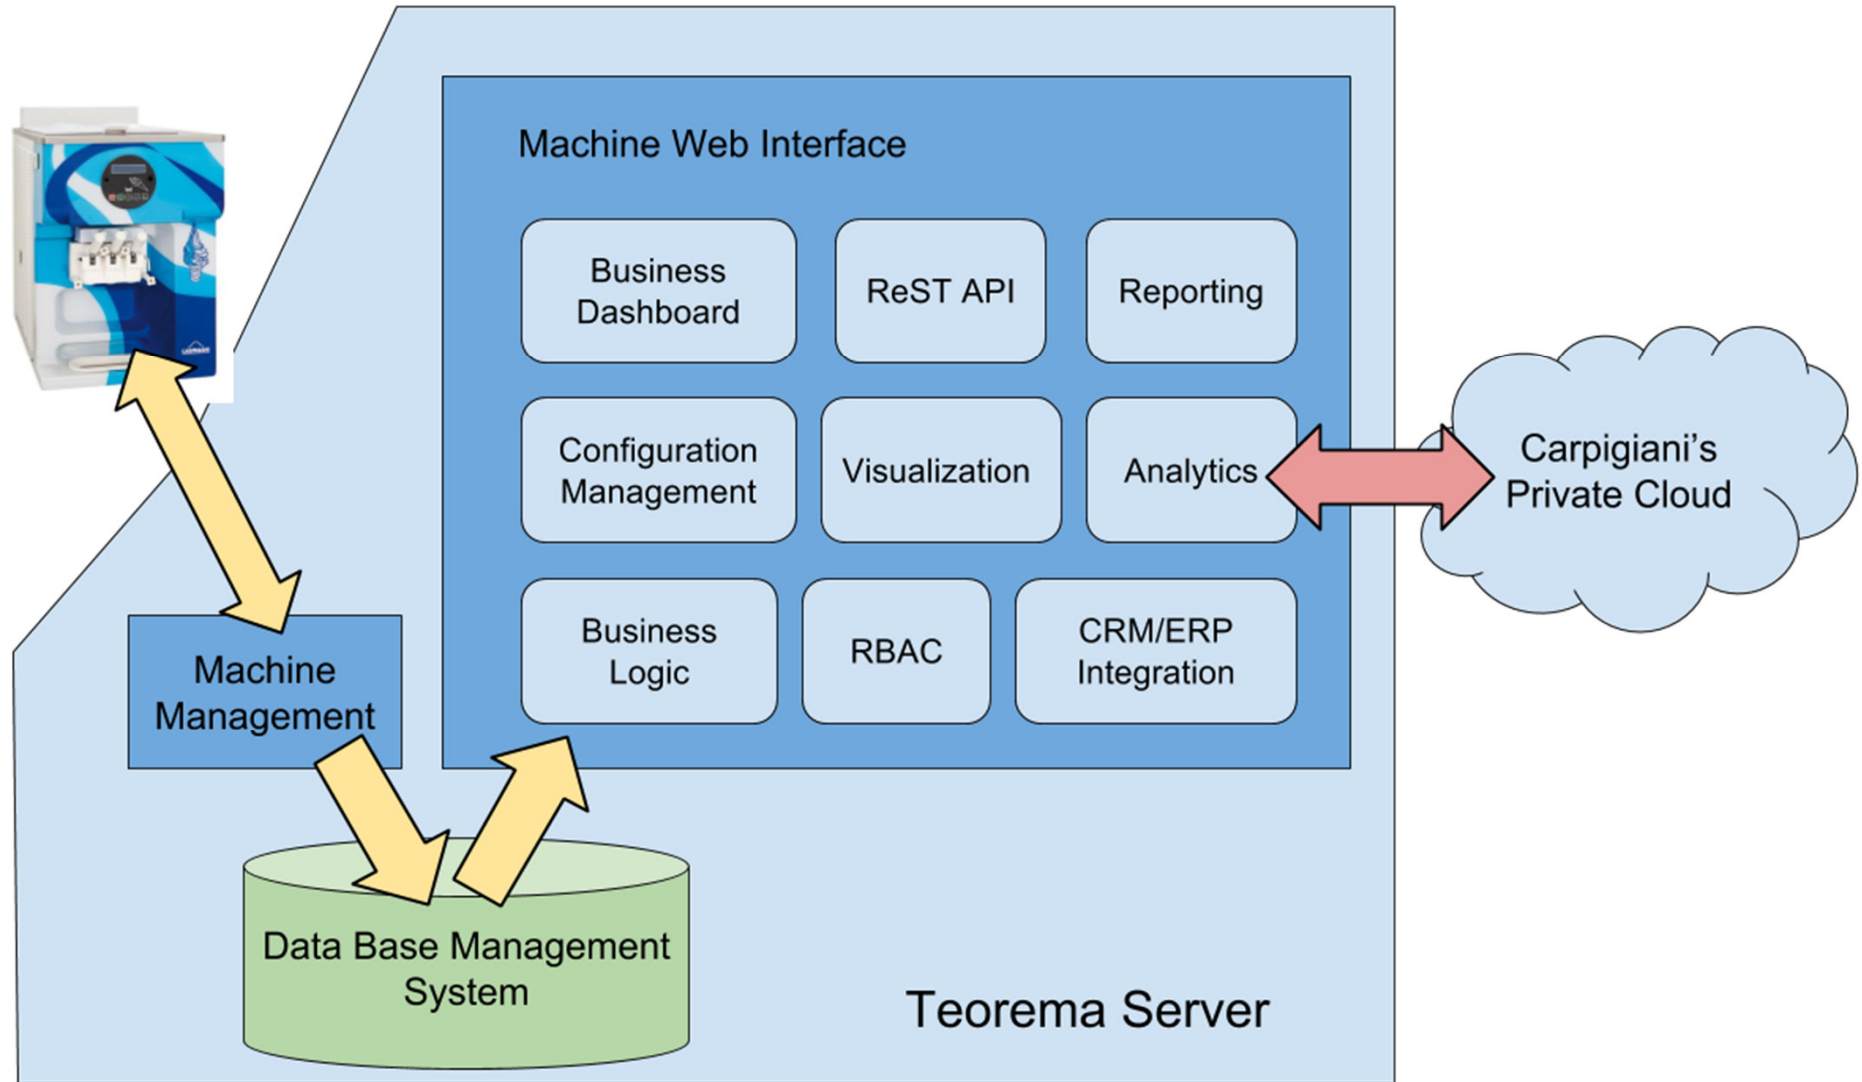 Machine Web Interface
Business
Dashboard
ReST API
Reporting
Configuration
Management
Visualization
Analytics
Business
Logic
RBAC
CRM/ERP
Integration
Carpigiani's
Private Cloud
Machine
Management
Data Base Management
System
Teorema Server